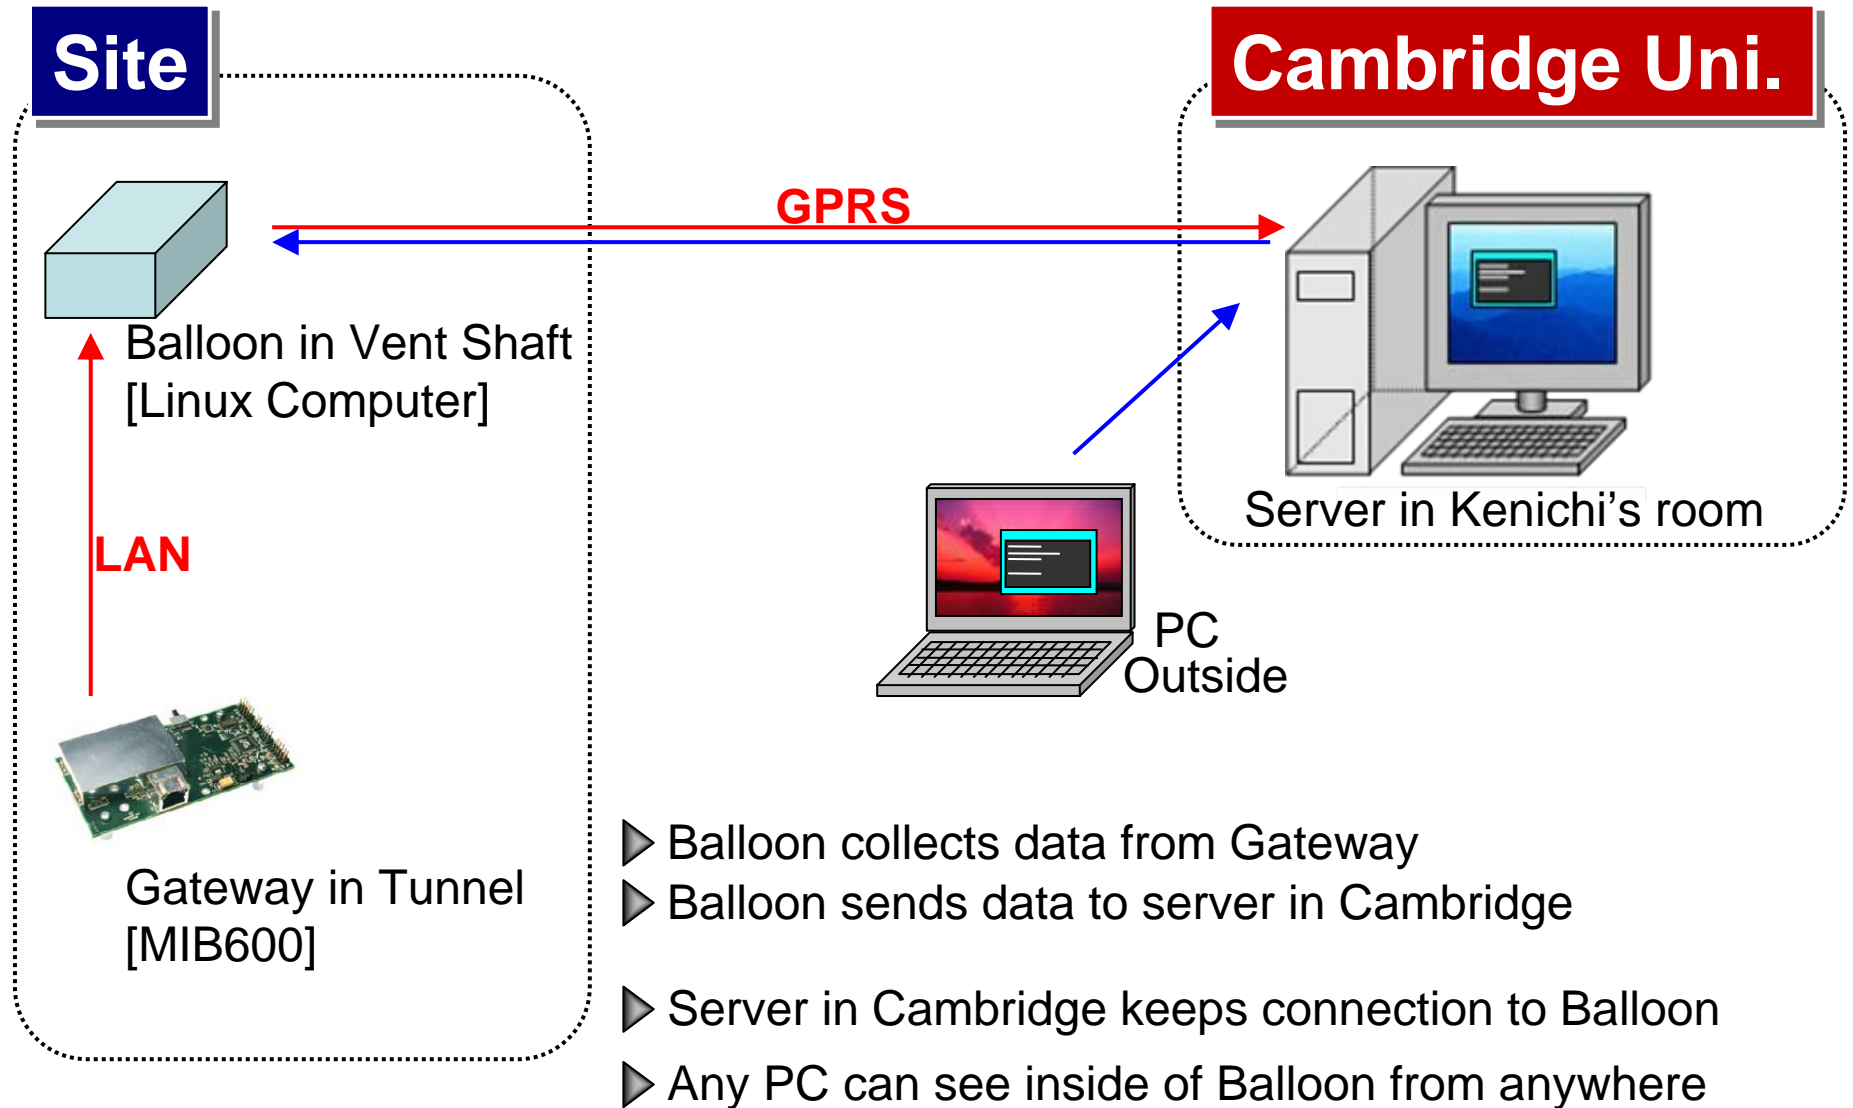 Site
Cambridge Uni.
GPRS
Balloon in Vent Shaft
[Linux Computer]
LAN
Server in Kenichi’s room
PC
Outside
Gateway in Tunnel
[MIB600]
Balloon collects data from Gateway
Balloon sends data to server in Cambridge
Server in Cambridge keeps connection to Balloon
Any PC can see inside of Balloon from anywhere